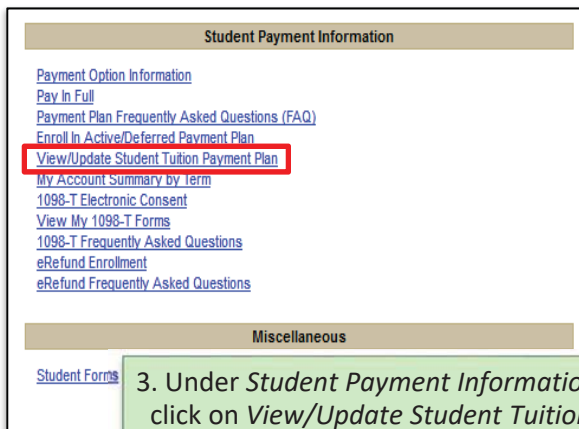 Student Payment Information
Payment Option Information
Pay In Full
Payment Plan Frequently Asked Questions (FAQ)
Enroll In Active/Deferred Payment Plan
View/Update Student Tuition Payment Plan
My Account Summary by Term
1098-T Electronic Consent
View My 1098-T Forms
1098-T Frequently Asked Questions
eRefund Enrollment
eRefund Frequently Asked Questions
Miscellaneous
Student Forms
3. Under Student Payment Informatio
click on View/Update Student Tuition